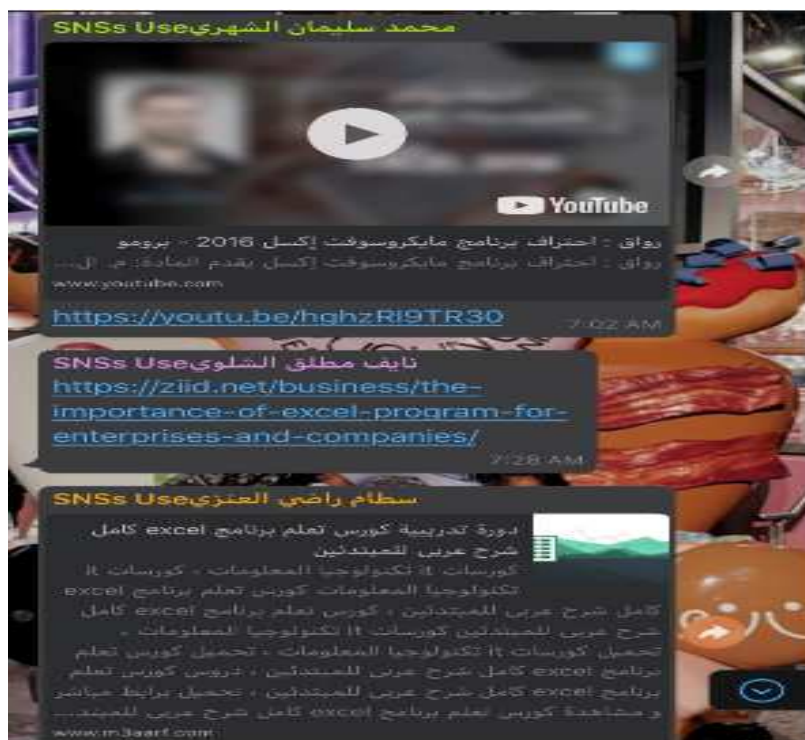 محمد سليمان الشهريSNSs Use
YouTube
رواق : احتراف برنامج مايكروسوفت إكسل 2016 - برومو
رواق : احتراف برنامج مايكروسوفت إكسل يقدم المادة: م. ال...
www.youtube.com
https://youtu.be/hghzRI9TR30
7:02 AM
نايف مطلق الشلويSNSs Use
https://ziid.net/business/the-
importance-of-excel-program-for-
enterprises-and-companies/
7:28 AM
سطام راضي العنزيSNSs Use
دورة تدريبية كورس تعلم برنامج excel كامل
شرح عربى للمبتدئين
كورسات it تكنولوجيا المعلومات ، كورسات it
تكنولوجيا المعلومات كورس تعلم برنامج excel
كامل شرح عربى للمبتدئين ، كورس تعلم برنامج excel كامل
شرح عربى للمبتدئين كورسات it تكنولوجيا المعلومات ،
تحميل كورسات it تكنولوجيا المعلومات ، تحميل كورس تعلم
برنامج excel كامل شرح عربى للمبتدئين ، دروس كورس تعلم
برنامج excel كامل شرح عربى للمبتدئين ، تحميل برابط مباشر
و مشاهدة كورس تعلم برنامج excel كامل شرح عربى للمبتد...
www.m3aarf.com